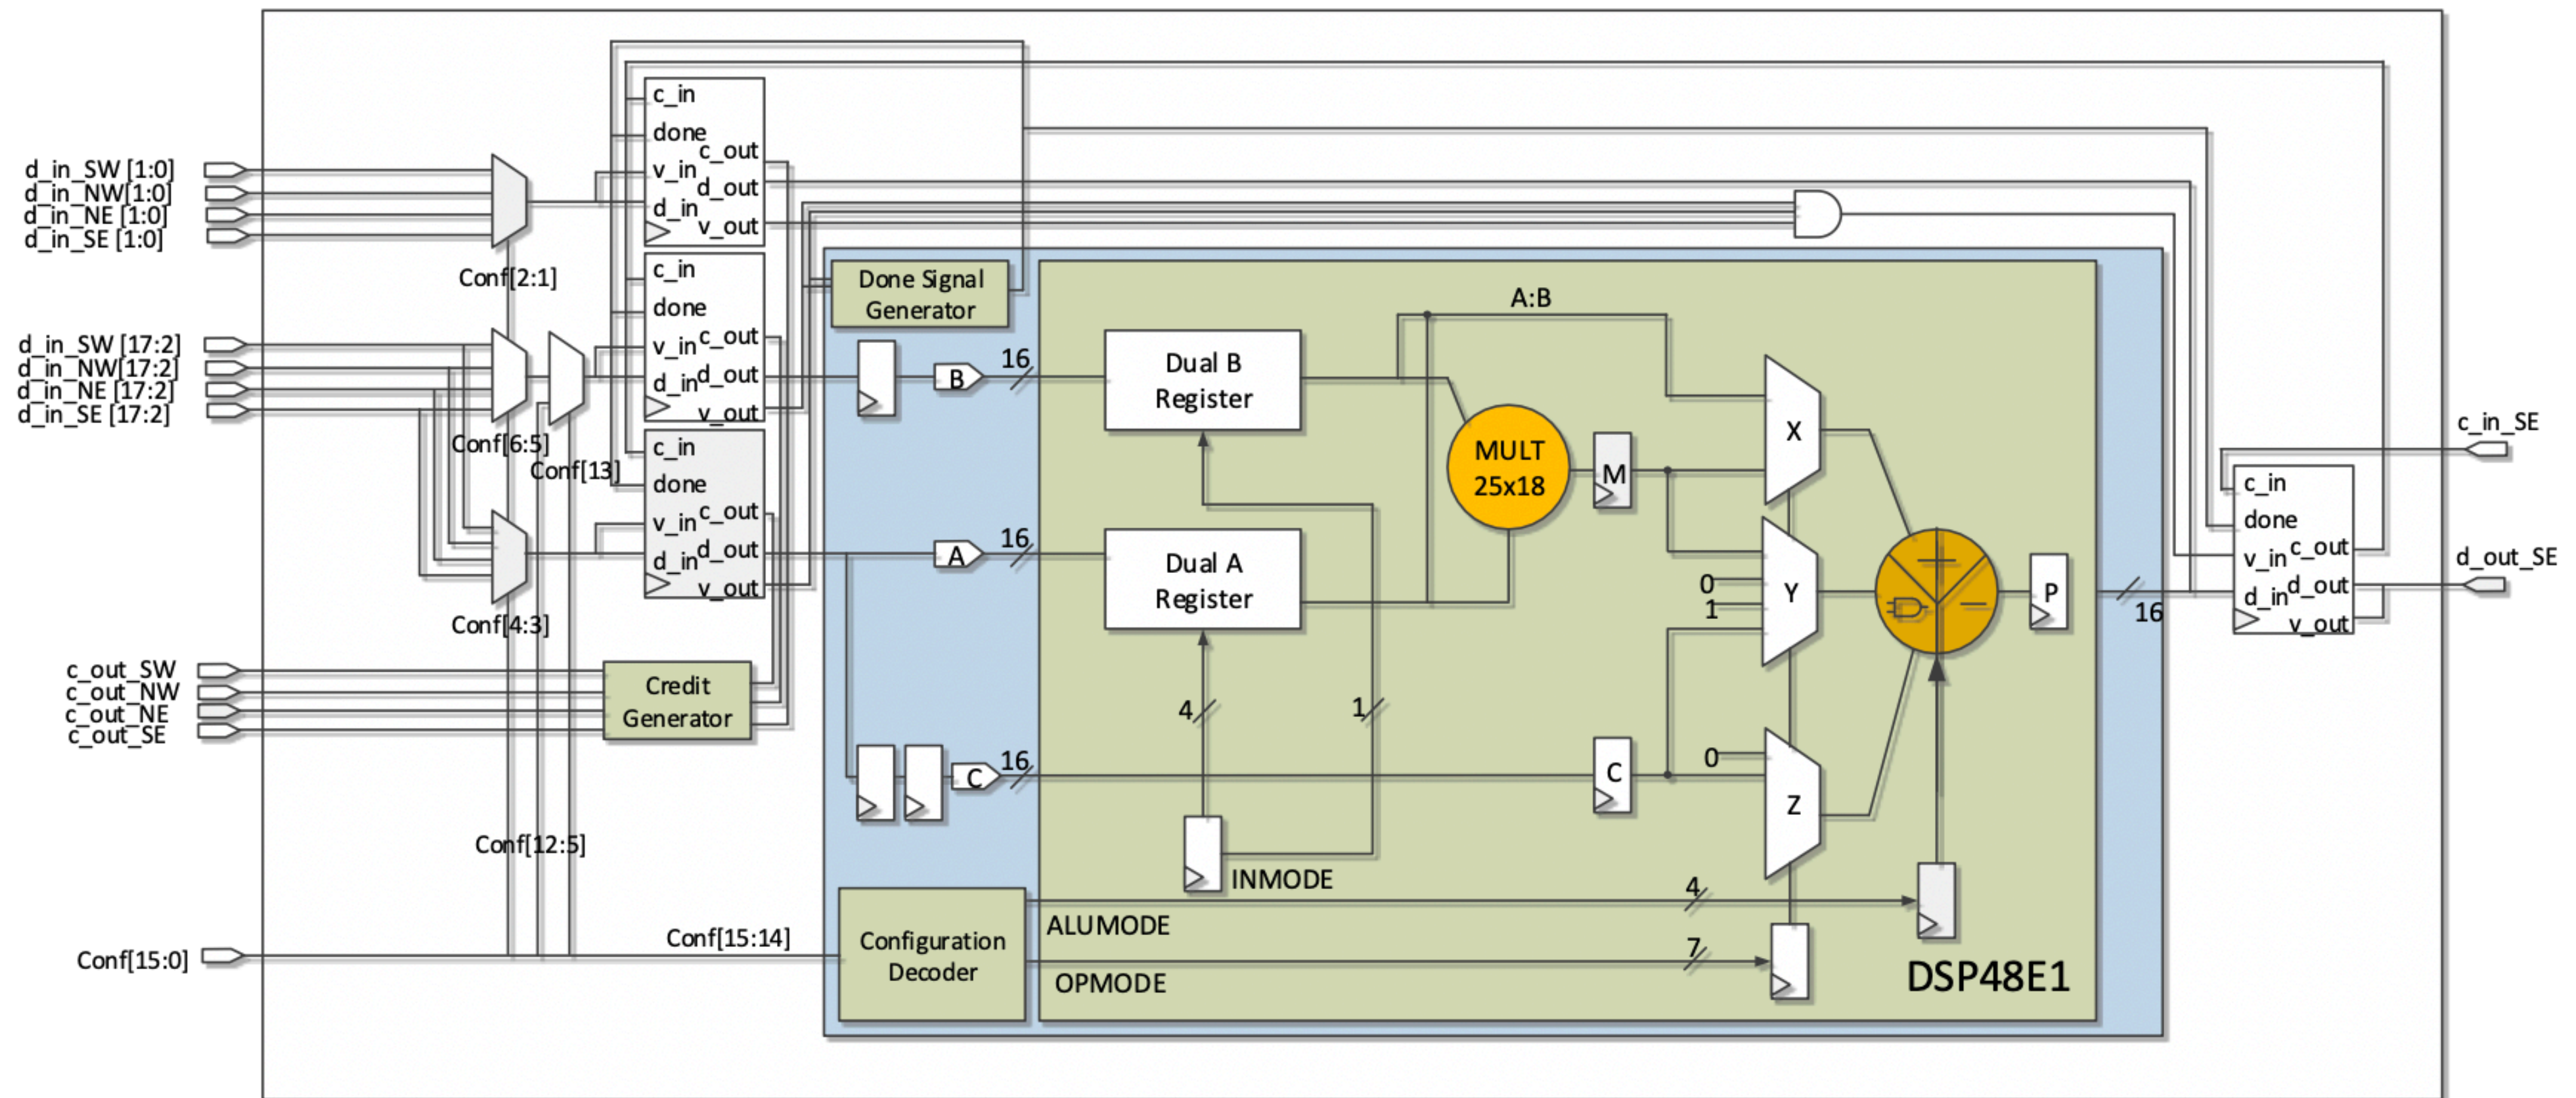 c_in
done
c_out
v_in
d_out
d_in
v_out
d_in_SW [1:0]
d_in_NW[1:0]
d_in_NE [1:0]
d_in_SE [1:0]
Conf[2:1]
c_in
done
c_out
v_in
d_out
d_in
v_out
Done Signal
Generator
A:B
d_in_SW [17:2]
d_in_NW[17:2]
d_in_NE [17:2]
d_in_SE [17:2]
Conf[6:5]
Conf[13]
B
16
Dual B
Register
MULT
25x18
M
X
c_in
done
c_out
v_in
d_out
d_in
v_out
Conf[4:3]
A
16
Dual A
Register
0
1
Y
P
16
c_in_SE
d_out_SE
c_in
done
c_out
v_in
d_out
d_in
v_out
c_out_SW
c_out_NW
c_out_NE
c_out_SE
Credit
Generator
4
1
C
16
C
0
Z
Conf[12:5]
INMODE
4
ALUMODE
7
OPMODE
Conf[15:0]
Conf[15:14]
Configuration
Decoder
DSP48E1